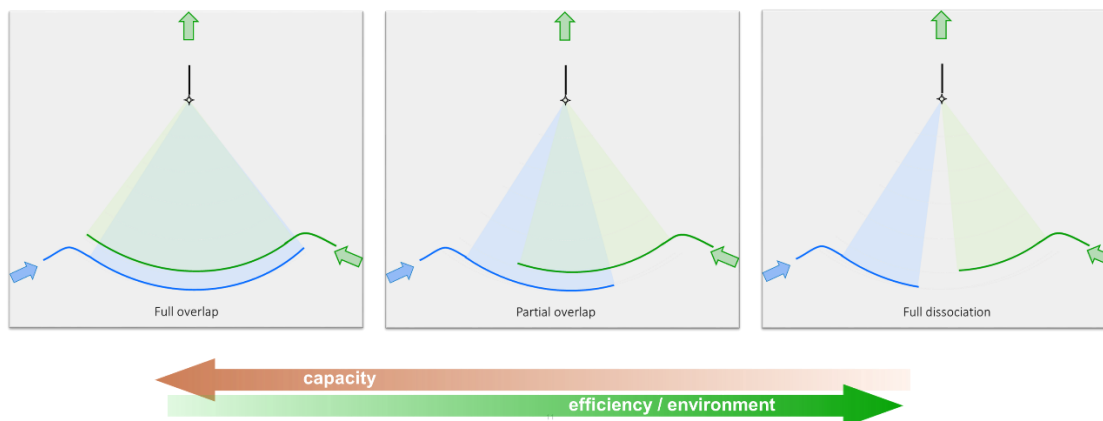 Full overlap
Partial overlap
Full dissociation
capacity
efficiency / environment